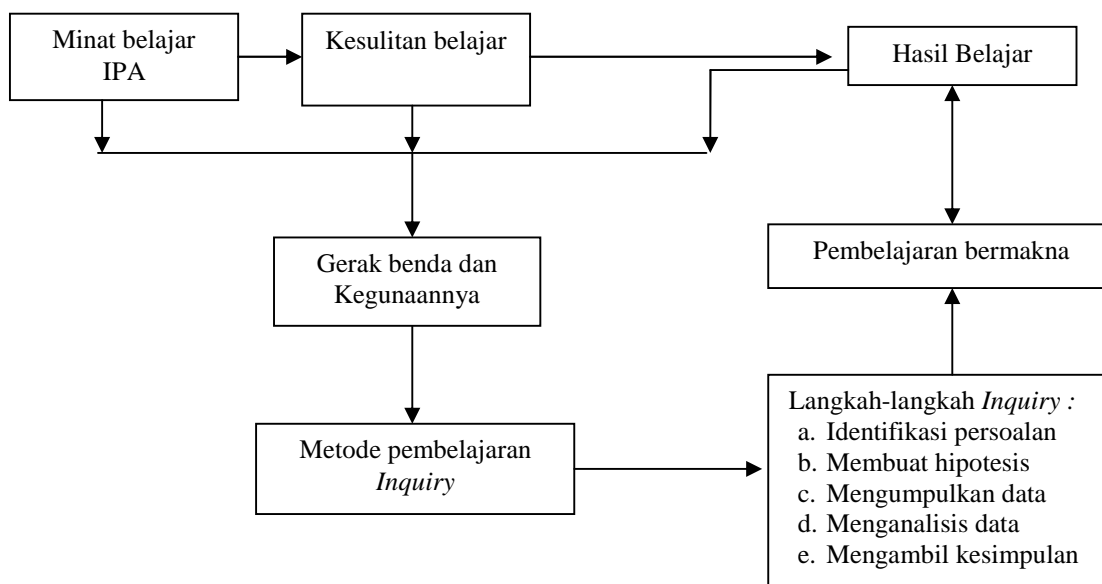 Minat belajar
IPA
Kesulitan belajar
Hasil Belajar
Gerak benda dan
Kegunaannya
Pembelajaran bermakna
Metode pembelajaran
Inquiry
Langkah-langkah Inquiry :
a. Identifikasi persoalan
b. Membuat hipotesis
c. Mengumpulkan data
d. Menganalisis data
e. Mengambil kesimpulan